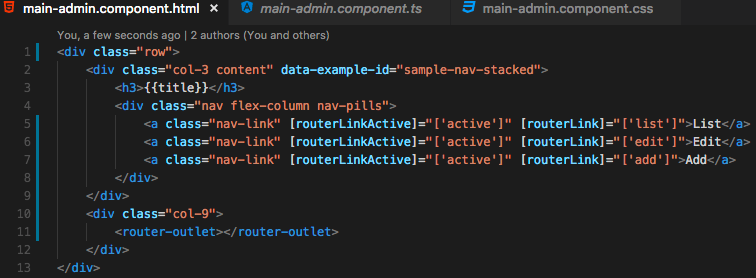 main-admin.component.html × main-admin.component.ts main-admin.component.css
You, a few seconds ago | 2 authors (You and others)
1 <div class="row">
2 <div class="col-3 content" data-example-id="sample-nav-stacked">
3 <h3>{{title}}</h3>
4 <div class="nav flex-column nav-pills">
5 <a class="nav-link" [routerLinkActive]="['active']" [routerLink]="['list']">List</a>
6 <a class="nav-link" [routerLinkActive]="['active']" [routerLink]="['edit']">Edit</a>
7 <a class="nav-link" [routerLinkActive]="['active']" [routerLink]="['add']">Add</a>
8 </div>
9 </div>
10 <div class="col-9">
11 <router-outlet></router-outlet>
12 </div>
13 </div>